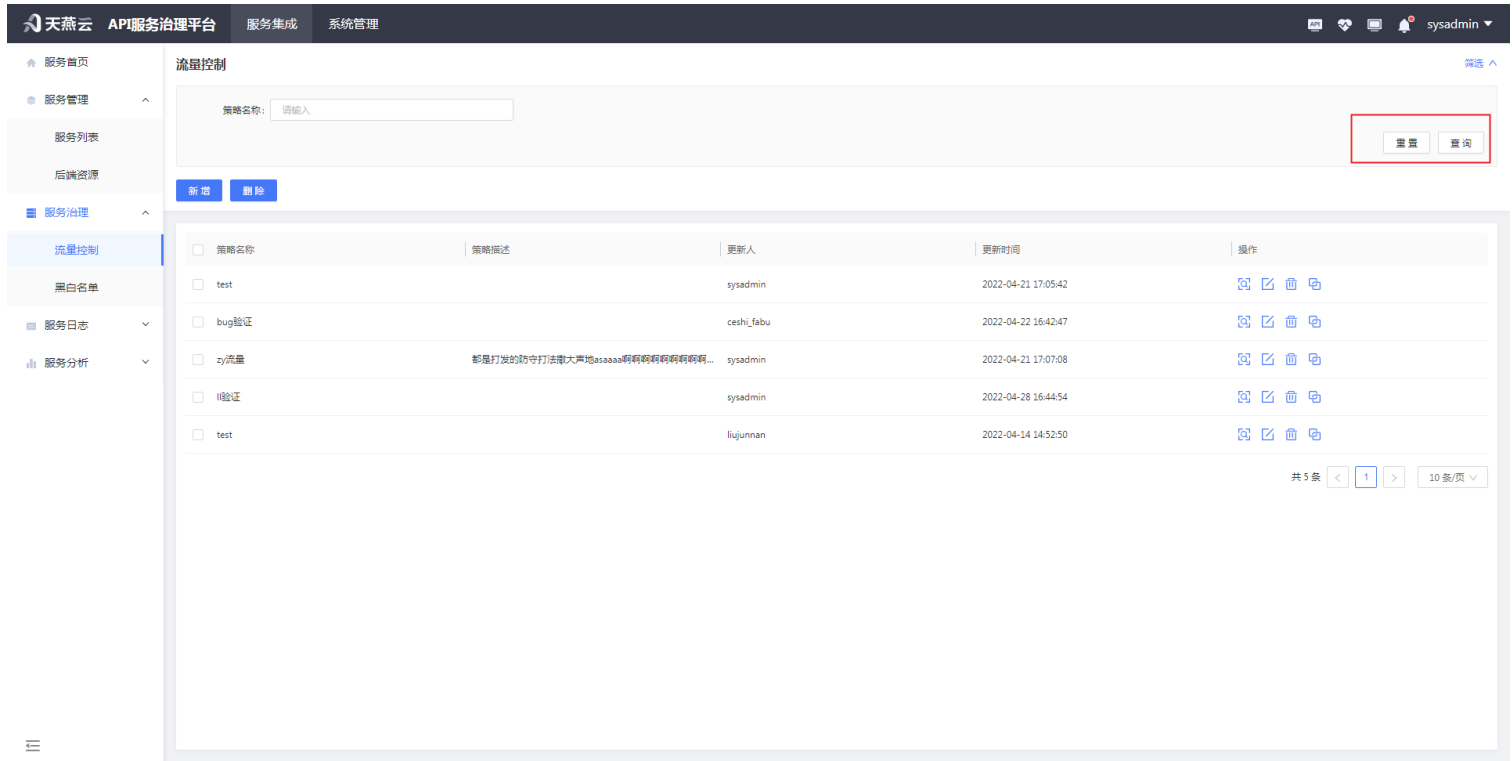 天燕云 API服务治理平台 服务集成 系统管理 API sysadmin
服务首页
服务管理
服务列表
后端资源
服务治理
流量控制
黑白名单
服务日志
服务分析
流量控制 筛选
策略名称: 请输入
重置 查询
新增 删除
策略名称 策略描述 更新人 更新时间 操作
test sysadmin 2022-04-21 17:05:42
bug验证 ceshi_fabu 2022-04-22 16:42:47
zy流量 都是打发的防守打法撒大声地asaaaa啊啊啊啊啊啊啊啊啊... sysadmin 2022-04-21 17:07:08
ll验证 sysadmin 2022-04-28 16:44:54
test liujunnan 2022-04-14 14:52:50
共 5 条 < 1 > 10 条/页